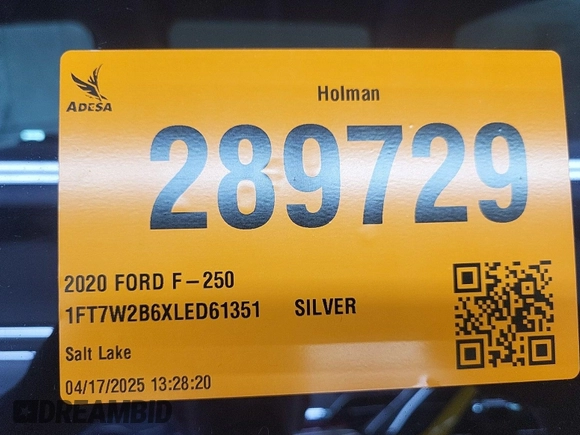 Holman
ADESA
289729
2020 FORD F-250
1FT7W2B6XLED61351 SILVER
Salt Lake
04/17/2025 13:28:20
DREAMBID